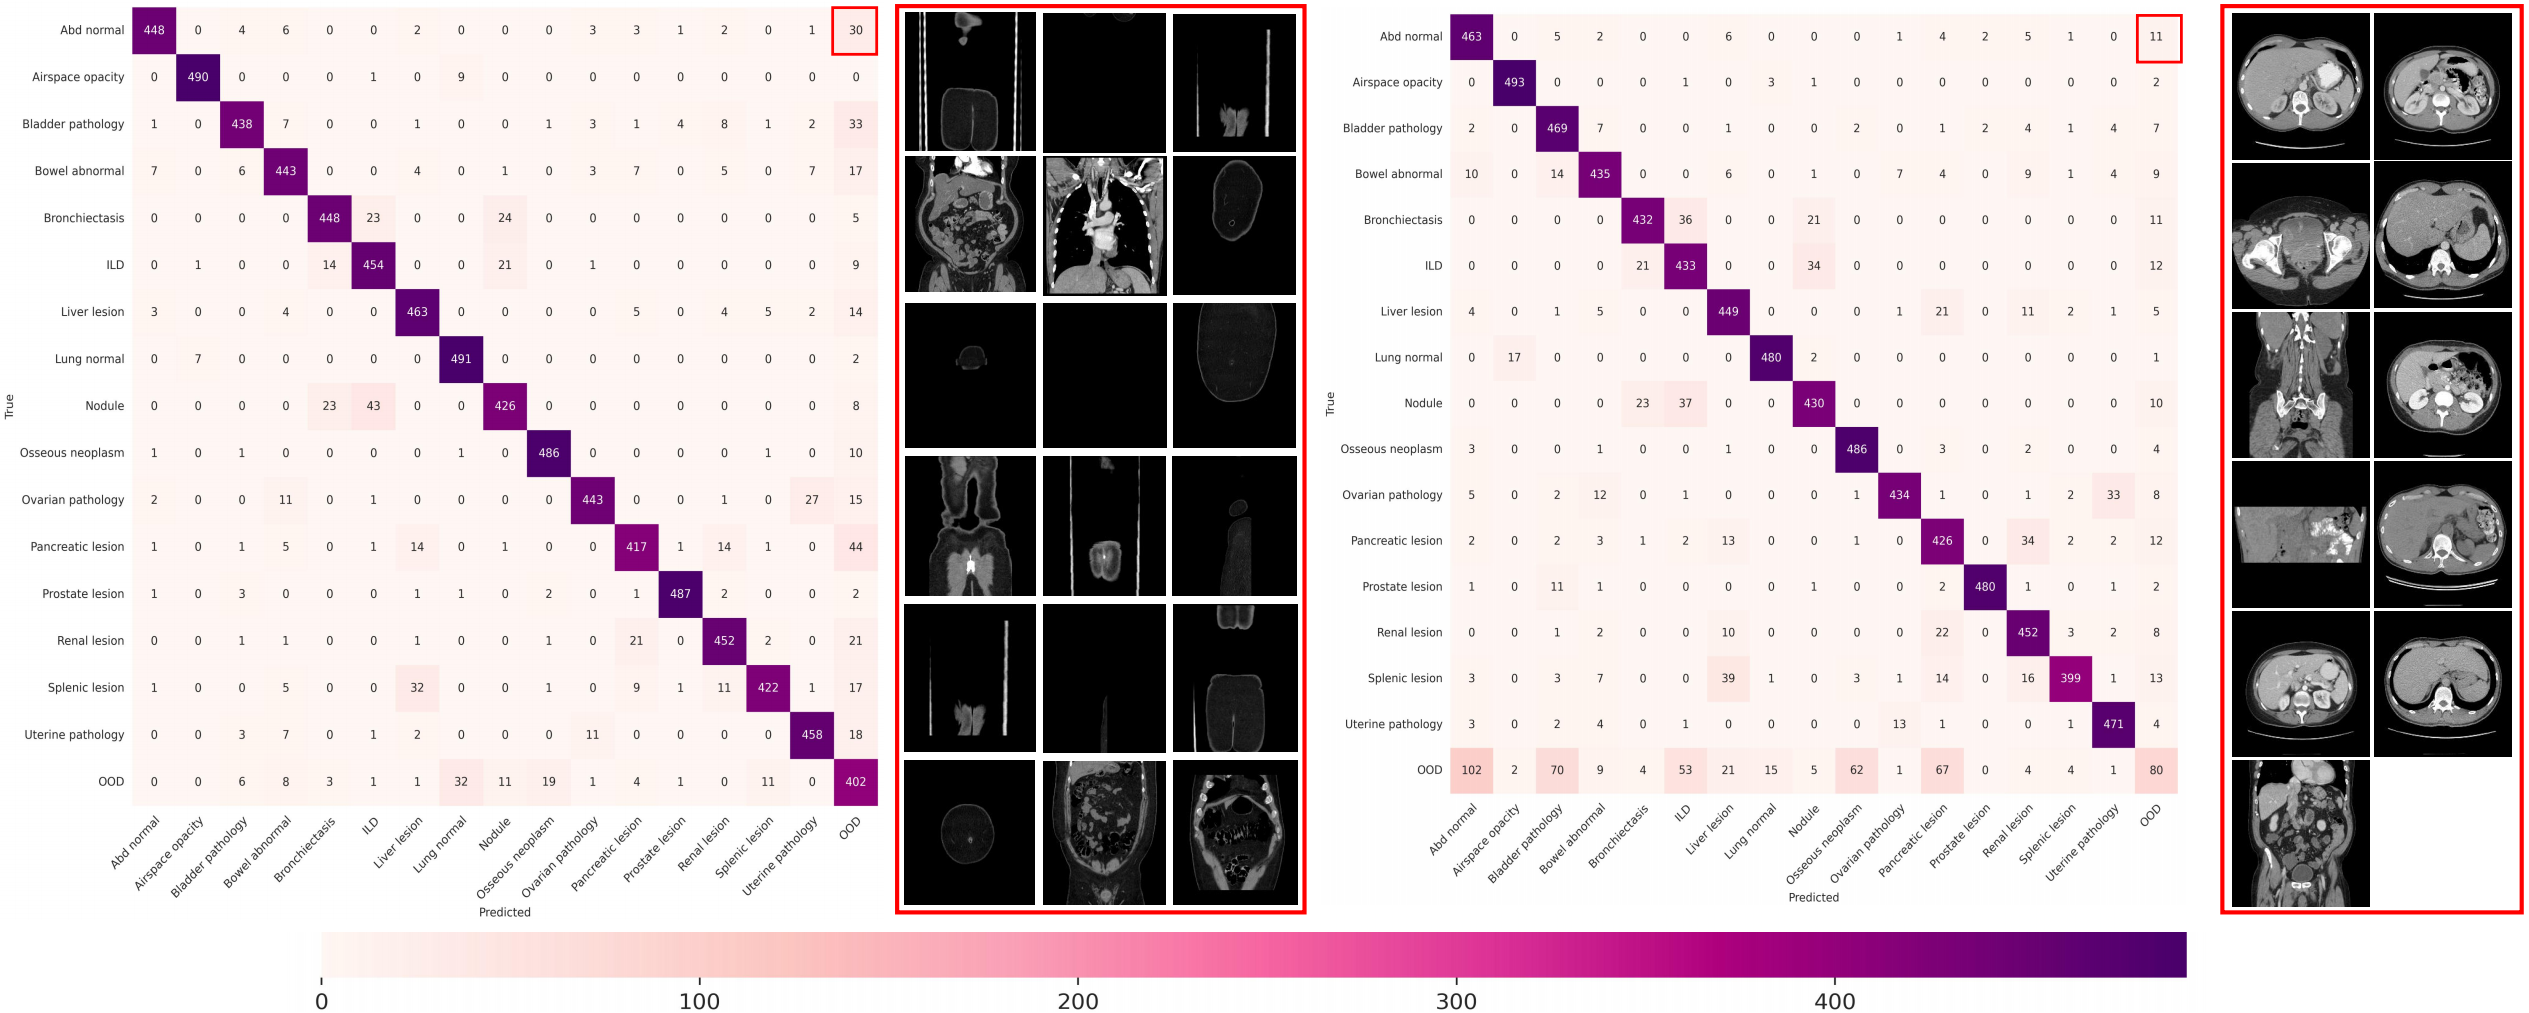 Abd normal 448 0 4 6 0 0 2 0 0 0 3 3 1 2 0 1 30
Airspace opacity 0 490 0 0 0 1 0 9 0 0 0 0 0 0 0 0 0
Bladder pathology 1 0 438 7 0 0 1 0 0 1 3 1 4 8 1 2 33
Bowel abnormal 7 0 6 443 0 0 4 0 1 0 3 7 0 5 0 7 17
Bronchiectasis 0 0 0 0 448 23 0 0 24 0 0 0 0 0 0 0 5
ILD 0 1 0 0 14 454 0 0 21 0 1 0 0 0 0 0 9
Liver lesion 3 0 0 4 0 0 463 0 0 0 0 5 0 4 5 2 14
Lung normal 0 7 0 0 0 0 0 491 0 0 0 0 0 0 0 0 2
Nodule 0 0 0 0 23 43 0 0 426 0 0 0 0 0 0 0 8
Osseous neoplasm 1 0 1 0 0 0 0 1 0 486 0 0 0 0 1 0 10
Ovarian pathology 2 0 0 11 0 1 0 0 0 0 443 0 0 1 0 27 15
Pancreatic lesion 1 0 1 5 0 1 14 0 1 0 0 417 1 14 1 0 44
Prostate lesion 1 0 3 0 0 0 1 1 0 2 0 1 487 2 0 0 2
Renal lesion 0 0 1 1 0 0 1 0 0 1 0 21 0 452 2 0 21
Splenic lesion 1 0 0 5 0 0 32 0 0 1 0 9 1 11 422 1 17
Uterine pathology 0 0 3 7 0 1 2 0 0 0 11 0 0 0 0 458 18
OOD 0 0 6 8 3 1 1 32 11 19 1 4 1 0 11 0 402
True
Abd normal
Airspace opacity
Bladder pathology
Bowel abnormal
Bronchiectasis
ILD
Liver lesion
Lung normal
Nodule
Osseous neoplasm
Ovarian pathology
Pancreatic lesion
Prostate lesion
Renal lesion
Splenic lesion
Uterine pathology
OOD
Predicted
Abd normal 463 0 5 2 0 0 6 0 0 0 1 4 2 5 1 0 11
Airspace opacity 0 493 0 0 0 1 0 3 1 0 0 0 0 0 0 0 2
Bladder pathology 2 0 469 7 0 0 1 0 0 2 0 1 2 4 1 4 7
Bowel abnormal 10 0 14 435 0 0 6 0 1 0 7 4 0 9 1 4 9
Bronchiectasis 0 0 0 0 432 36 0 0 21 0 0 0 0 0 0 0 11
ILD 0 0 0 0 21 433 0 0 34 0 0 0 0 0 0 0 12
Liver lesion 4 0 1 5 0 0 449 0 0 0 1 21 0 11 2 1 5
Lung normal 0 17 0 0 0 0 0 480 2 0 0 0 0 0 0 0 1
Nodule 0 0 0 0 23 37 0 0 430 0 0 0 0 0 0 0 10
Osseous neoplasm 3 0 0 1 0 0 1 0 0 486 0 3 0 2 0 0 4
Ovarian pathology 5 0 2 12 0 1 0 0 0 1 434 1 0 1 2 33 8
Pancreatic lesion 2 0 2 3 1 2 13 0 0 1 0 426 0 34 2 2 12
Prostate lesion 1 0 11 1 0 0 0 0 1 0 0 2 480 1 0 1 2
Renal lesion 0 0 1 2 0 0 10 0 0 0 0 22 0 452 3 2 8
Splenic lesion 3 0 3 7 0 0 39 1 0 3 1 14 0 16 399 1 13
Uterine pathology 3 0 2 4 0 1 0 0 0 0 13 1 0 0 1 471 4
OOD 102 2 70 9 4 53 21 15 5 62 1 67 0 4 4 1 80
True
Abd normal
Airspace opacity
Bladder pathology
Bowel abnormal
Bronchiectasis
ILD
Liver lesion
Lung normal
Nodule
Osseous neoplasm
Ovarian pathology
Pancreatic lesion
Prostate lesion
Renal lesion
Splenic lesion
Uterine pathology
OOD
Predicted
0 100 200 300 400